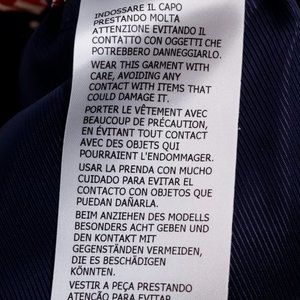 INDOSSARE IL CAPO
PRESTANDO MOLTA
ATTENZIONE EVITANDO IL
CONTATTO CON OGGETTI CHE
POTREBBERO DANNEGGIARLO.
WEAR THIS GARMENT WITH
CARE, AVOIDING ANY
CONTACT WITH ITEMS THAT
COULD DAMAGE IT.
PORTER LE VÊTEMENT AVEC
BEAUCOUP DE PRÉCAUTION,
EN ÉVITANT TOUT CONTACT
AVEC DES OBJETS QUI
POURRAIENT L'ENDOMMAGER.
USAR LA PRENDA CON MUCHO
CUIDADO PARA EVITAR EL
CONTACTO CON OBJETOS QUE
PUEDAN DAÑARLA.
BEIM ANZIEHEN DES MODELLS
BESONDERS ACHT GEBEN UND
DEN KONTAKT MIT
GEGENSTÄNDEN VERMEIDEN,
DIE ES BESCHÄDIGEN
KÖNNTEN.
VESTIR A PEÇA PRESTANDO
ATENÇÃO PARA EVITAR